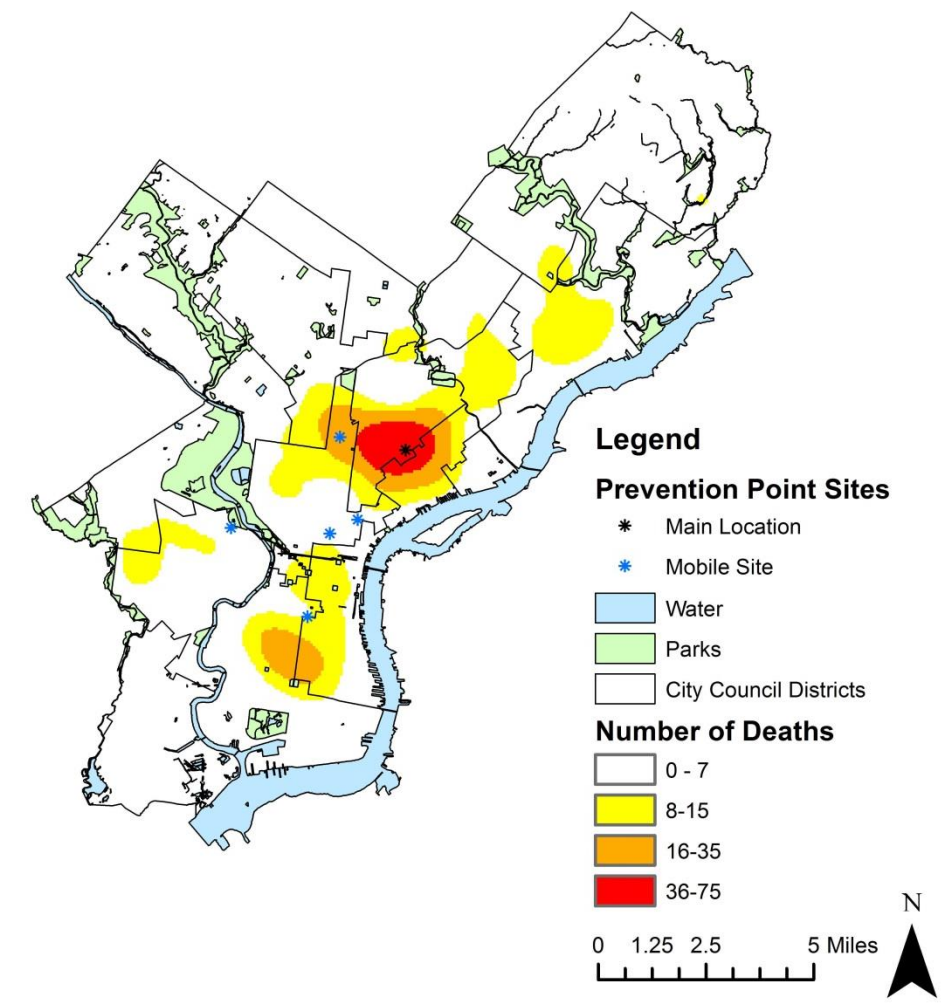 Legend
Prevention Point Sites
Main Location
Mobile Site
Water
Parks
City Council Districts
Number of Deaths
0 - 7
8-15
16-35
36-75
N
0 1.25 2.5 5 Miles